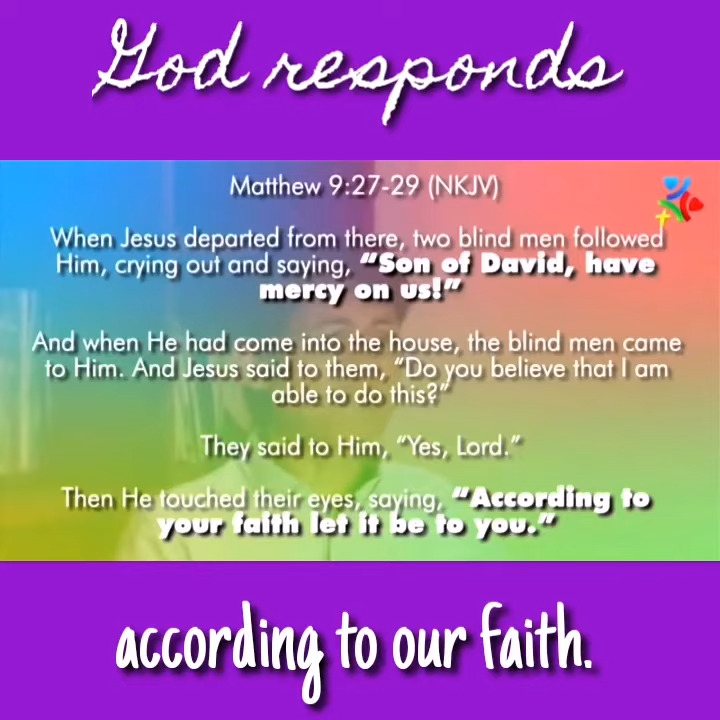 God responds
Matthew 9:27-29 (NKJV)
When Jesus departed from there, two blind men followed
Him, crying out and saying, “Son of David, have
mercy on us!”
And when He had come into the house, the blind men came
to Him. And Jesus said to them, “Do you believe that I am
able to do this?”
They said to Him, “Yes, Lord.”
Then He touched their eyes, saying, “According to
your faith let it be to you.”
according to our faith.